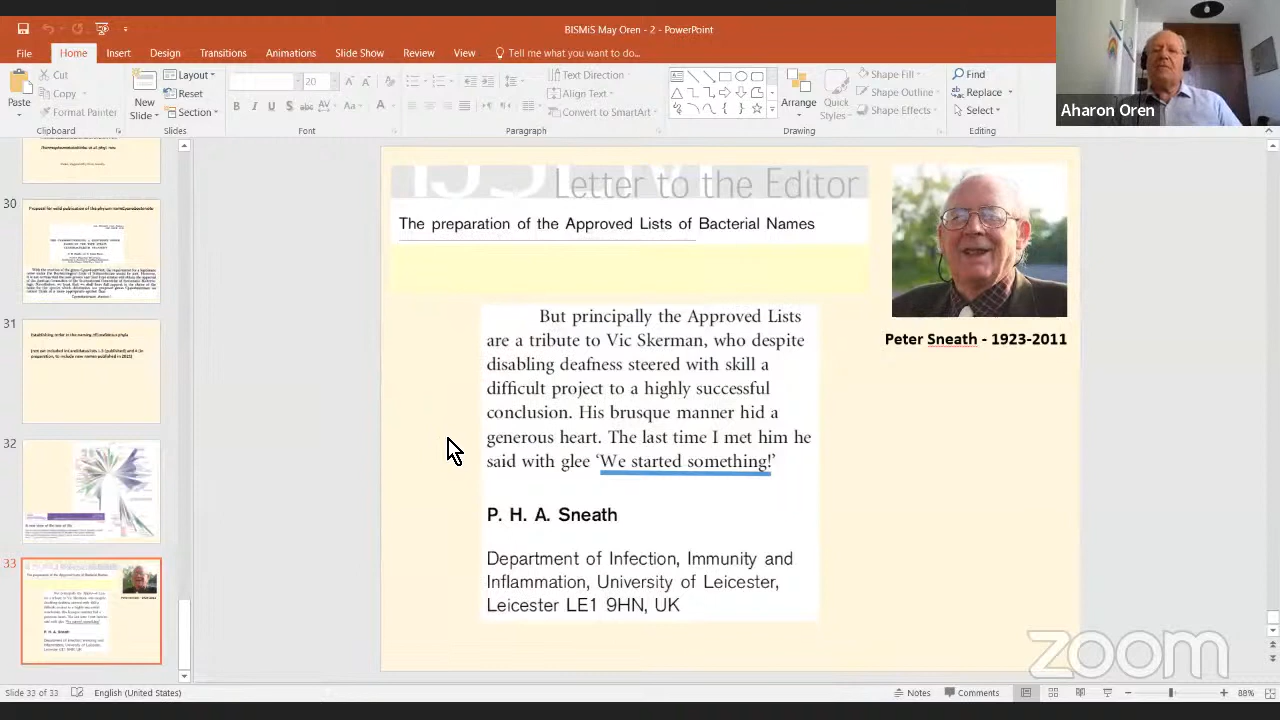 BISMiS May Oren - 2 - PowerPoint
File Home Insert Design Transitions Animations Slide Show Review View Tell me what you want to do...
Paste
Cut
Copy
Format Painter
Clipboard
New Slide
Layout
Reset
Section
Slides
20
Font
Text Direction
Align Text
Convert to SmartArt
Paragraph
Arrange
Quick Styles
Shape Fill
Shape Outline
Shape Effects
Drawing
Find
Replace
Select
Editing
Aharon Oren
30
31
32
33
Letter to the Editor
The preparation of the Approved Lists of Bacterial Names
But principally the Approved Lists
are a tribute to Vic Skerman, who despite
disabling deafness steered with skill a
difficult project to a highly successful
conclusion. His brusque manner hid a
generous heart. The last time I met him he
said with glee ‘We started something!’
P. H. A. Sneath
Department of Infection, Immunity and
Inflammation, University of Leicester,
Leicester LE1 9HN, UK
Peter Sneath - 1923-2011
zoom
Slide 33 of 33 English (United States) Notes Comments 88%